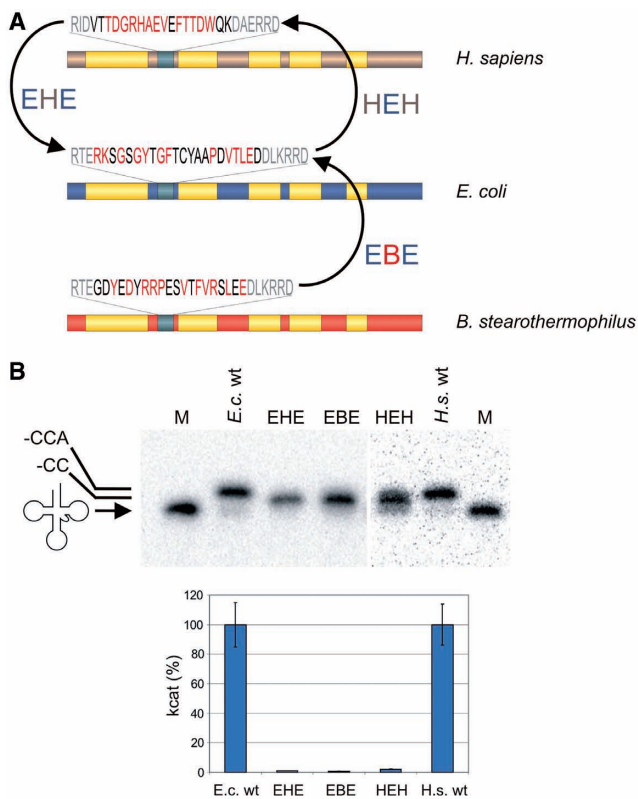 A
RIDVTTDGRHAEVEFTTDWQKDAERRD
H. sapiens
EHE
HEH
RTERKSGSGYTGFTCYAAPDVTLEDDLKRRD
E. coli
EBE
RTEGDYEDYRRPESVTFVRSLEEDLKRRD
B. stearothermophilus
B
M E.c. wt EHE EBE HEH H.s. wt M
-CCA
-CC
120
100
80
60
40
20
0
kcat (%)
E.c. wt EHE EBE HEH H.s. wt